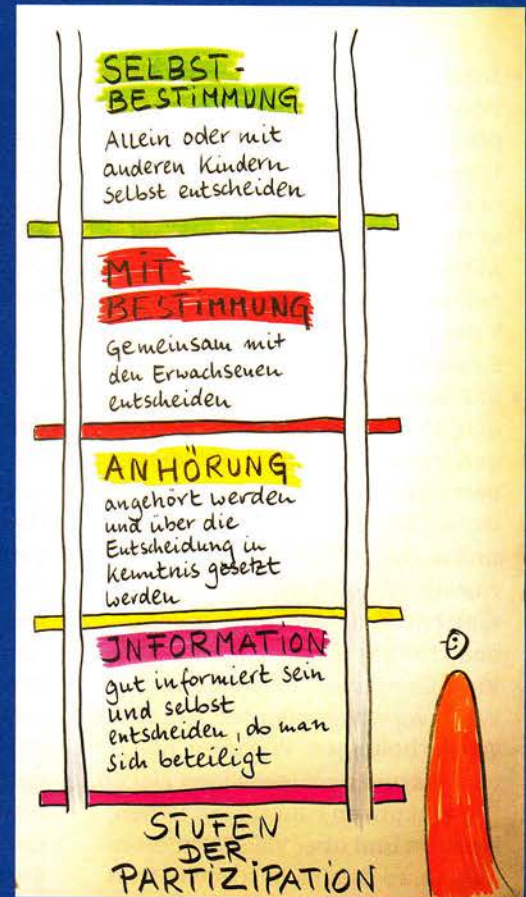 SELBST-
BESTIMMUNG
Allein oder mit
anderen Kindern
selbst entscheiden
MIT-
BESTIMMUNG
Gemeinsam mit
den Erwachsenen
entscheiden
ANHÖRUNG
angehört werden
und über die
Entscheidung in
Kenntnis gesetzt
werden
INFORMATION
gut informiert sein
und selbst
entscheiden, ob man
sich beteiligt
STUFEN
DER
PARTIZIPATION